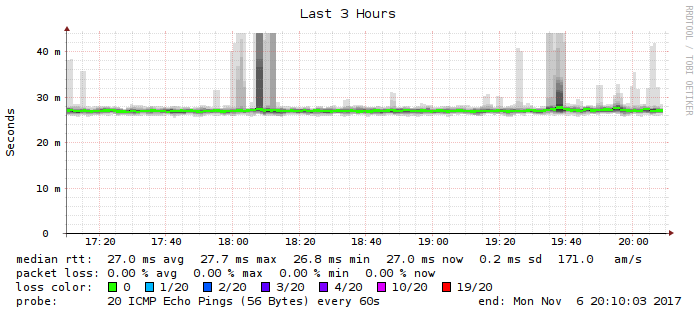 Last 3 Hours
RRDTOOL / TOBI OETIKER
Seconds
40 m
30 m
20 m
10 m
0
17:20 17:40 18:00 18:20 18:40 19:00 19:20 19:40 20:00
median rtt: 27.0 ms avg 27.7 ms max 26.8 ms min 27.0 ms now 0.2 ms sd 171.0 am/s
packet loss: 0.00 % avg 0.00 % max 0.00 % min 0.00 % now
loss color: 0 1/20 2/20 3/20 4/20 10/20 19/20
probe: 20 ICMP Echo Pings (56 Bytes) every 60s end: Mon Nov 6 20:10:03 2017